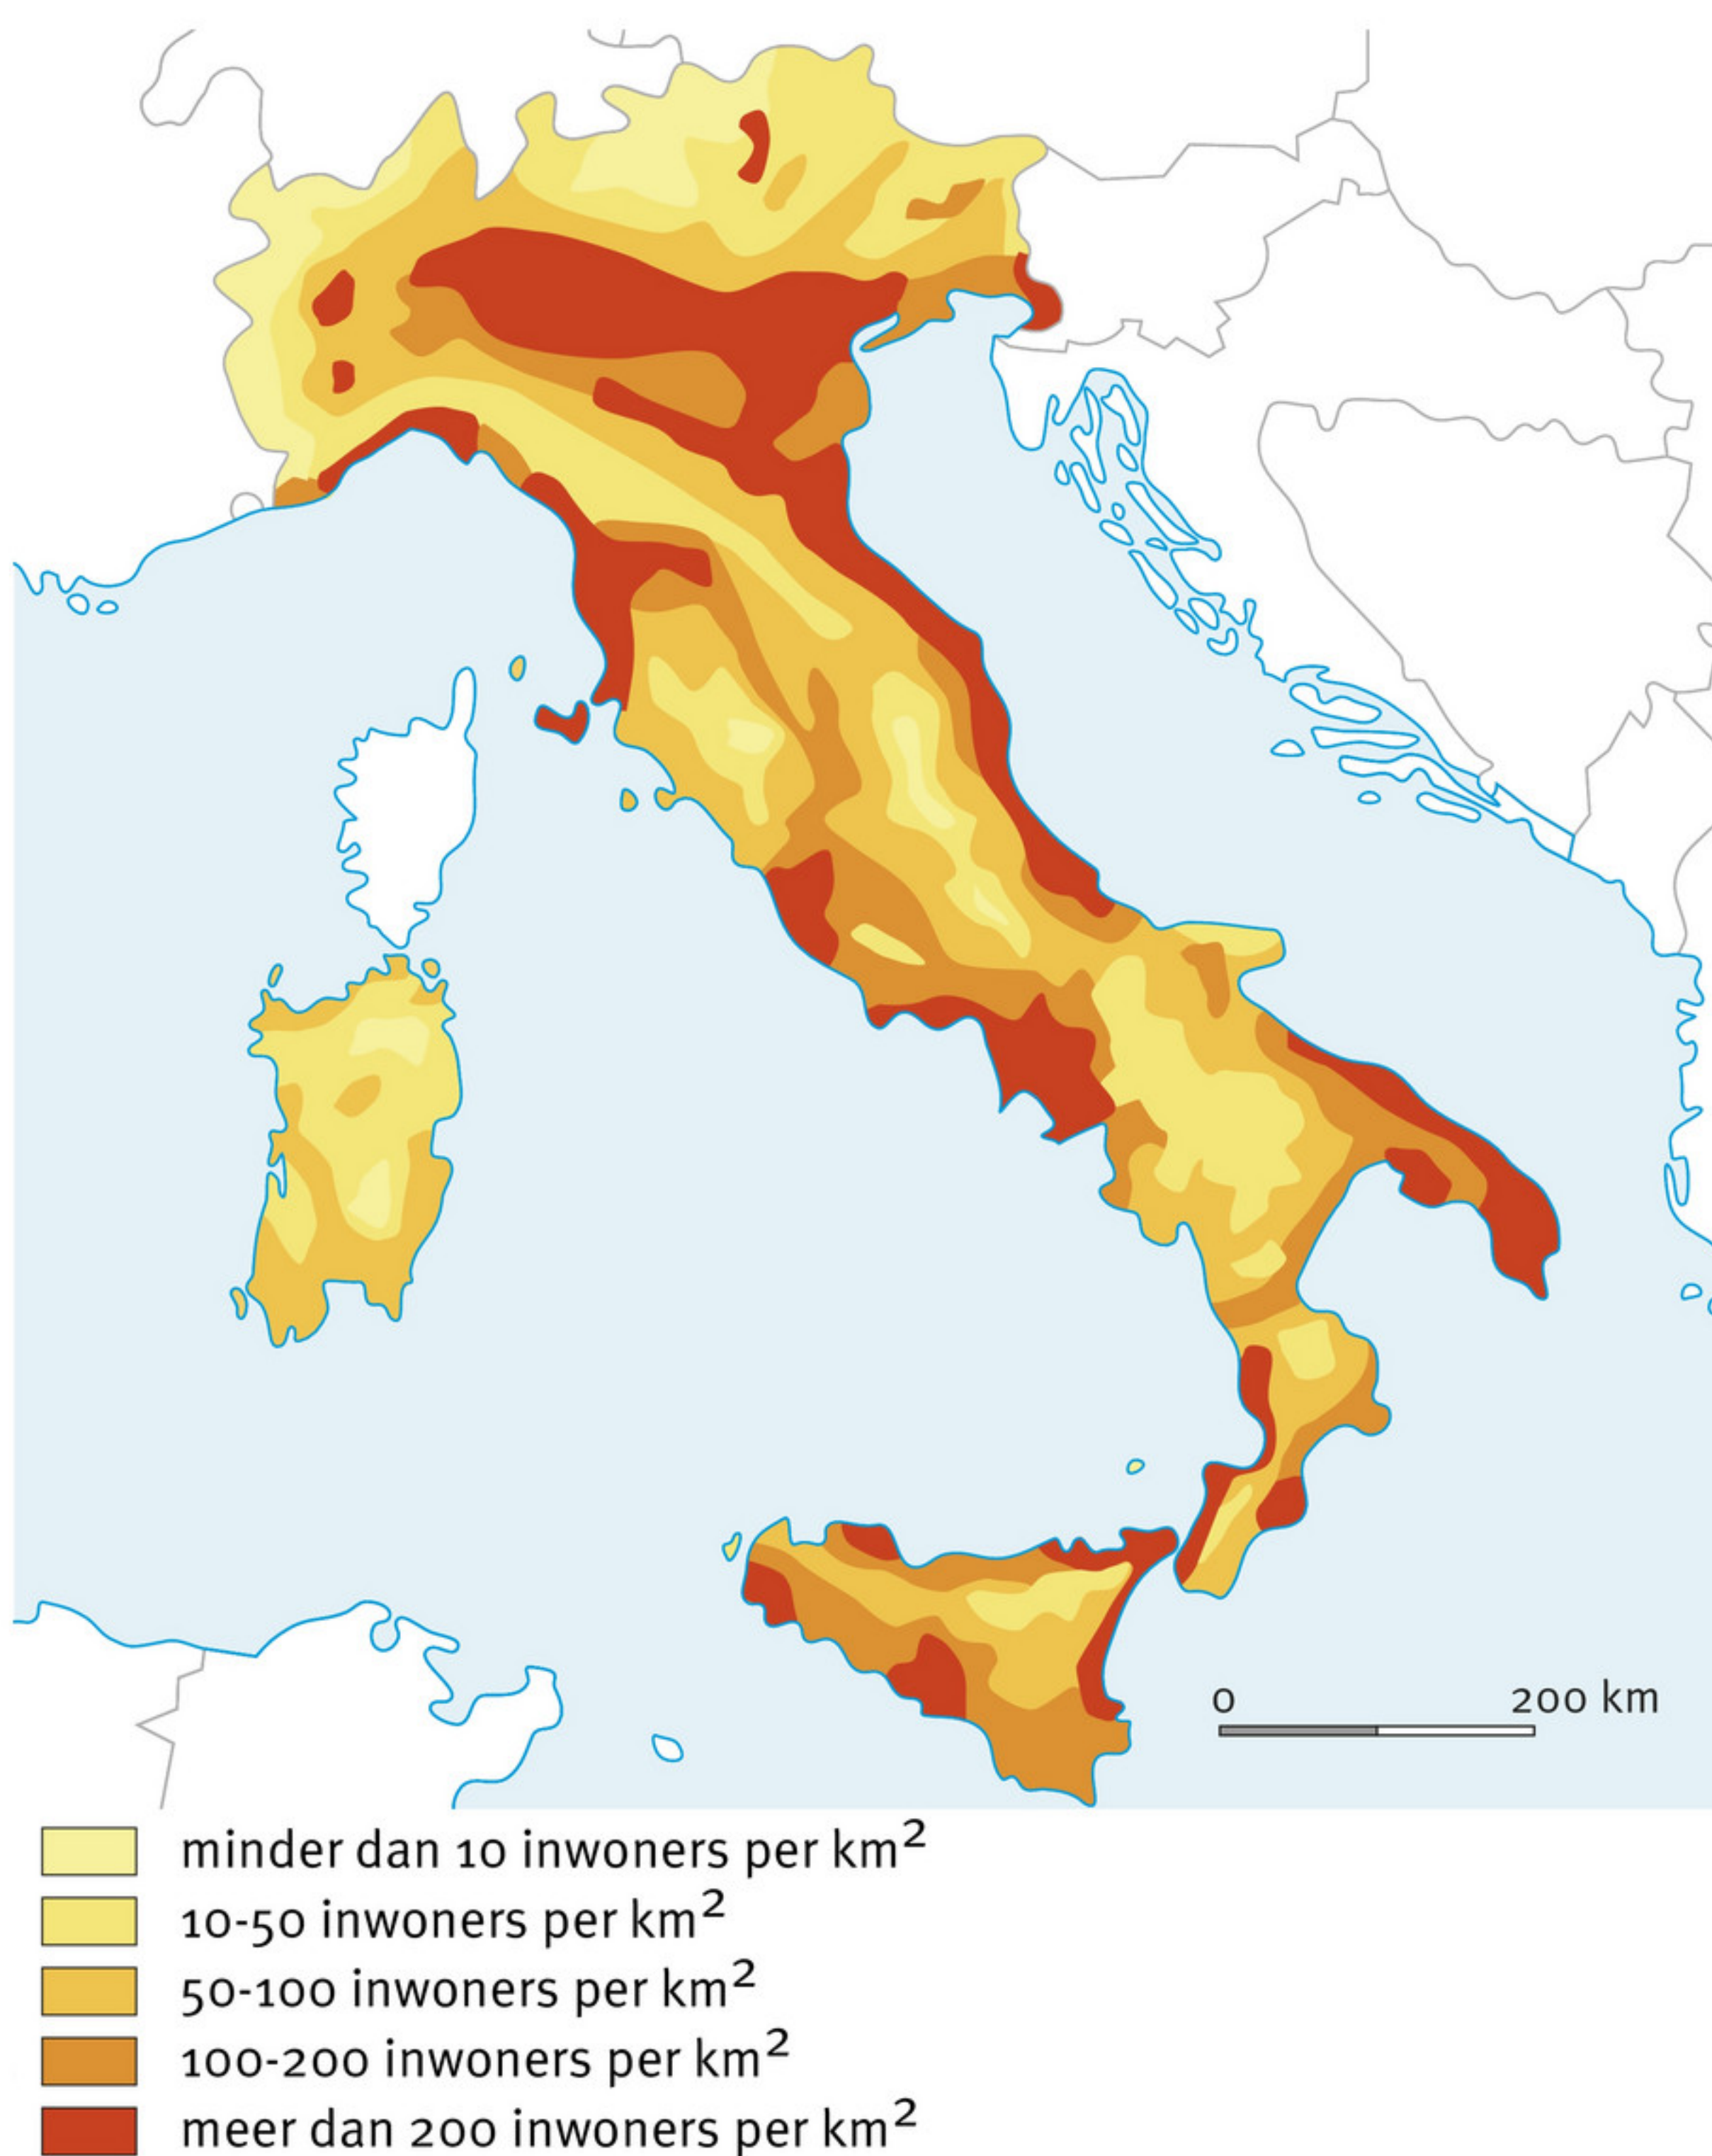 0 200 km
minder dan 10 inwoners per km²
10-50 inwoners per km²
50-100 inwoners per km²
100-200 inwoners per km²
meer dan 200 inwoners per km²